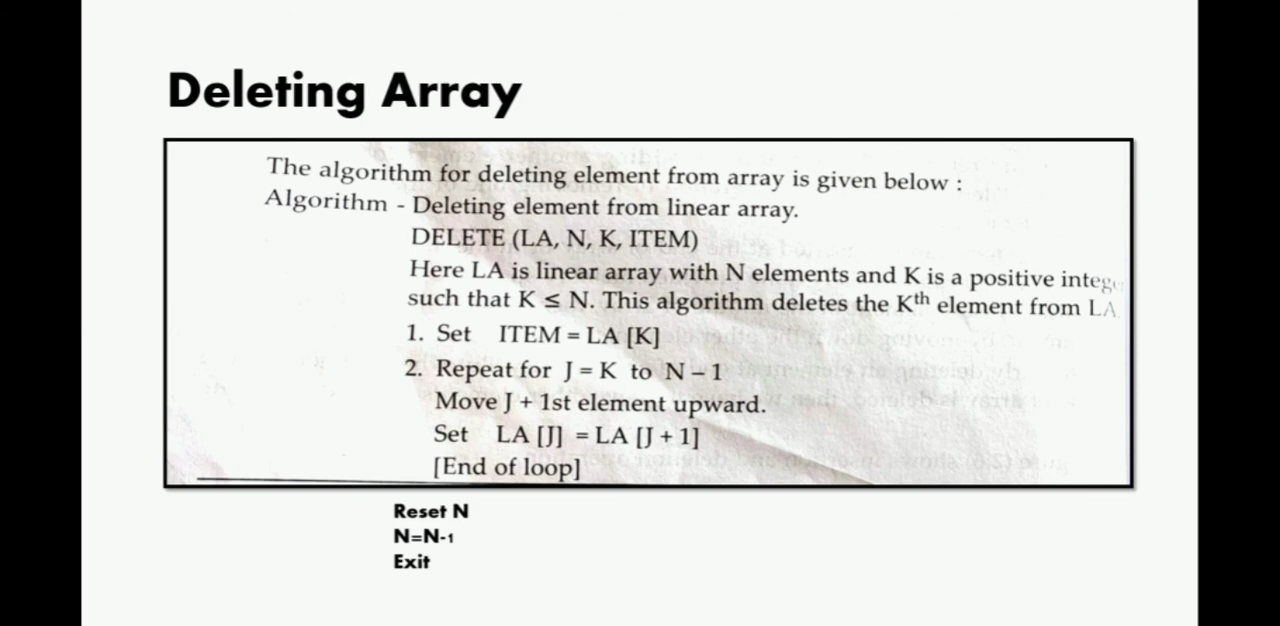 Deleting Array
The algorithm for deleting element from array is given below :
Algorithm - Deleting element from linear array.
DELETE (LA, N, K, ITEM)
Here LA is linear array with N elements and K is a positive intege
such that K ≤ N. This algorithm deletes the Kth element from LA
1. Set ITEM = LA [K]
2. Repeat for J = K to N – 1
Move J + 1st element upward.
Set LA [J] = LA [J + 1]
[End of loop]
Reset N
N=N-1
Exit